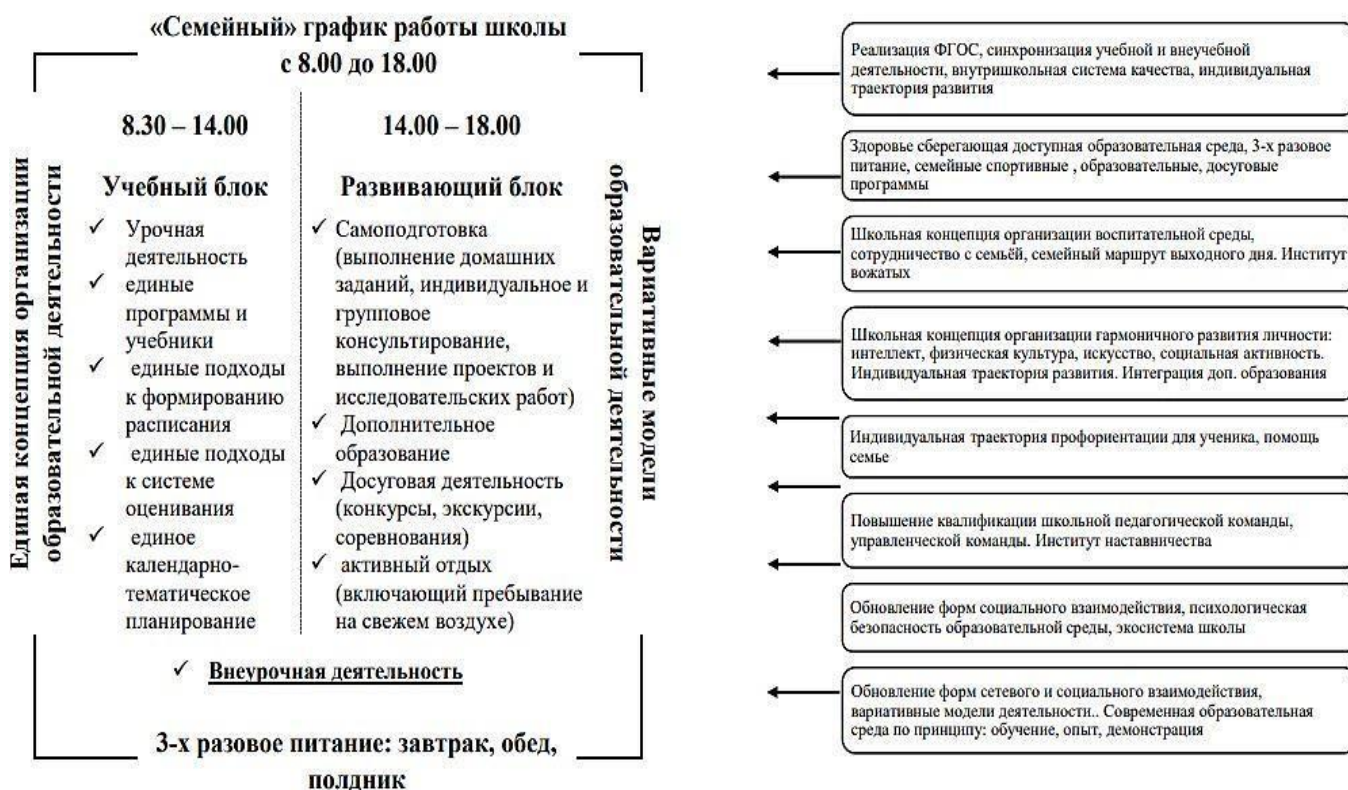 «Семейный» график работы школы
с 8.00 до 18.00
Единая концепция организации
образовательной деятельности
8.30 – 14.00
Учебный блок
✓ Урочная
деятельность
✓ единые
программы и
учебники
✓ единые подходы
к формированию
расписания
✓ единые подходы
к системе
оценивания
✓ единое
календарно-
тематическое
планирование
14.00 – 18.00
Развивающий блок
✓ Самоподготовка
(выполнение домашних
заданий, индивидуальное и
групповое
консультирование,
выполнение проектов и
исследовательских работ)
✓ Дополнительное
образование
✓ Досуговая деятельность
(конкурсы, экскурсии,
соревнования)
✓ активный отдых
(включающий пребывание
на свежем воздухе)
Вариативные модели
образовательной деятельности
✓ Внеурочная деятельность
3-х разовое питание: завтрак, обед,
полдник
Реализация ФГОС, синхронизация учебной и внеучебной
деятельности, внутришкольная система качества, индивидуальная
траектория развития
Здоровье сберегающая доступная образовательная среда, 3-х разовое
питание, семейные спортивные , образовательные, досуговые
программы
Школьная концепция организации воспитательной среды,
сотрудничество с семьёй, семейный маршрут выходного дня. Институт
вожатых
Школьная концепция организации гармоничного развития личности:
интеллект, физическая культура, искусство, социальная активность.
Индивидуальная траектория развития. Интеграция доп. образования
Индивидуальная траектория профориентации для ученика, помощь
семье
Повышение квалификации школьной педагогической команды,
управленческой команды. Институт наставничества
Обновление форм социального взаимодействия, психологическая
безопасность образовательной среды, экосистема школы
Обновление форм сетевого и социального взаимодействия,
вариативные модели деятельности.. Современная образовательная
среда по принципу: обучение, опыт, демонстрация